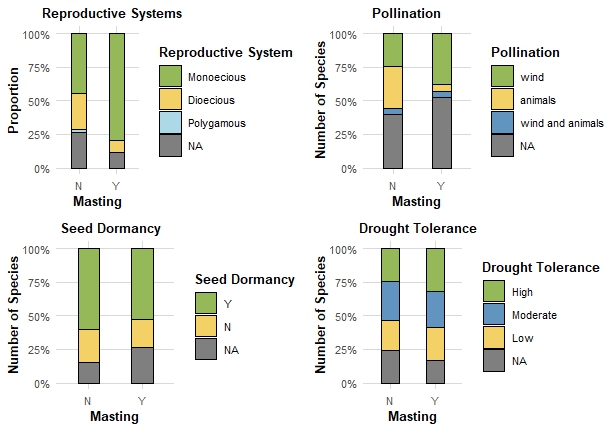 Reproductive Systems
Proportion
100%
75%
50%
25%
0%
N Y
Masting
Reproductive System
Monoecious
Dioecious
Polygamous
NA
Pollination
Number of Species
100%
75%
50%
25%
0%
N Y
Masting
Pollination
wind
animals
wind and animals
NA
Seed Dormancy
Number of Species
100%
75%
50%
25%
0%
N Y
Masting
Seed Dormancy
Y
N
NA
Drought Tolerance
Number of Species
100%
75%
50%
25%
0%
N Y
Masting
Drought Tolerance
High
Moderate
Low
NA